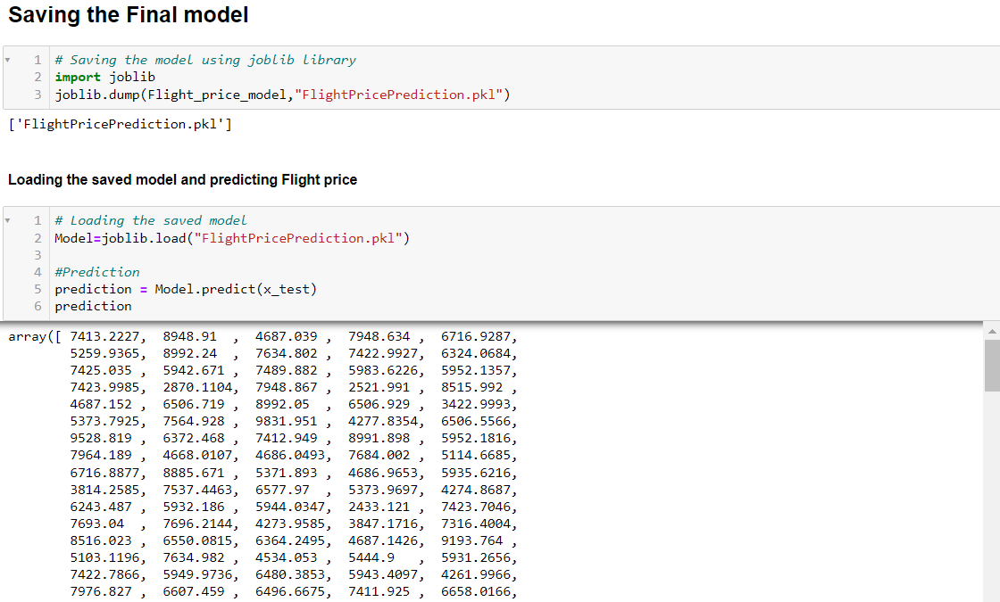 Saving the Final model
1 # Saving the model using joblib library
2 import joblib
3 joblib.dump(Flight_price_model,"FlightPricePrediction.pkl")
['FlightPricePrediction.pkl']
Loading the saved model and predicting Flight price
1 # Loading the saved model
2 Model=joblib.load("FlightPricePrediction.pkl")
3
4 #Prediction
5 prediction = Model.predict(x_test)
6 prediction
array([ 7413.2227,  8948.91  ,  4687.039 ,  7948.634 ,  6716.9287,
5259.9365,  8992.24  ,  7634.802 ,  7422.9927,  6324.0684,
7425.035 ,  5942.671 ,  7489.882 ,  5983.6226,  5952.1357,
7423.9985,  2870.1104,  7948.867 ,  2521.991 ,  8515.992 ,
4687.152 ,  6506.719 ,  8992.05  ,  6506.929 ,  3422.9993,
5373.7925,  7564.928 ,  9831.951 ,  4277.8354,  6506.5566,
9528.819 ,  6372.468 ,  7412.949 ,  8991.898 ,  5952.1816,
7964.189 ,  4668.0107,  4686.0493,  7684.002 ,  5114.6685,
6716.8877,  8885.671 ,  5371.893 ,  4686.9653,  5935.6216,
3814.2585,  7537.4463,  6577.97  ,  5373.9697,  4274.8687,
6243.487 ,  5932.186 ,  5944.0347,  2433.121 ,  7423.7046,
7693.04  ,  7696.2144,  4273.9585,  3847.1716,  7316.4004,
8516.023 ,  6550.0815,  6364.2495,  4687.1426,  9193.764 ,
5103.1196,  7634.982 ,  4534.053 ,  5444.9   ,  5931.2656,
7422.7866,  5949.9736,  6480.3853,  5943.4097,  4261.9966,
7976.827 ,  6607.459 ,  6496.6675,  7411.925 ,  6658.0166,